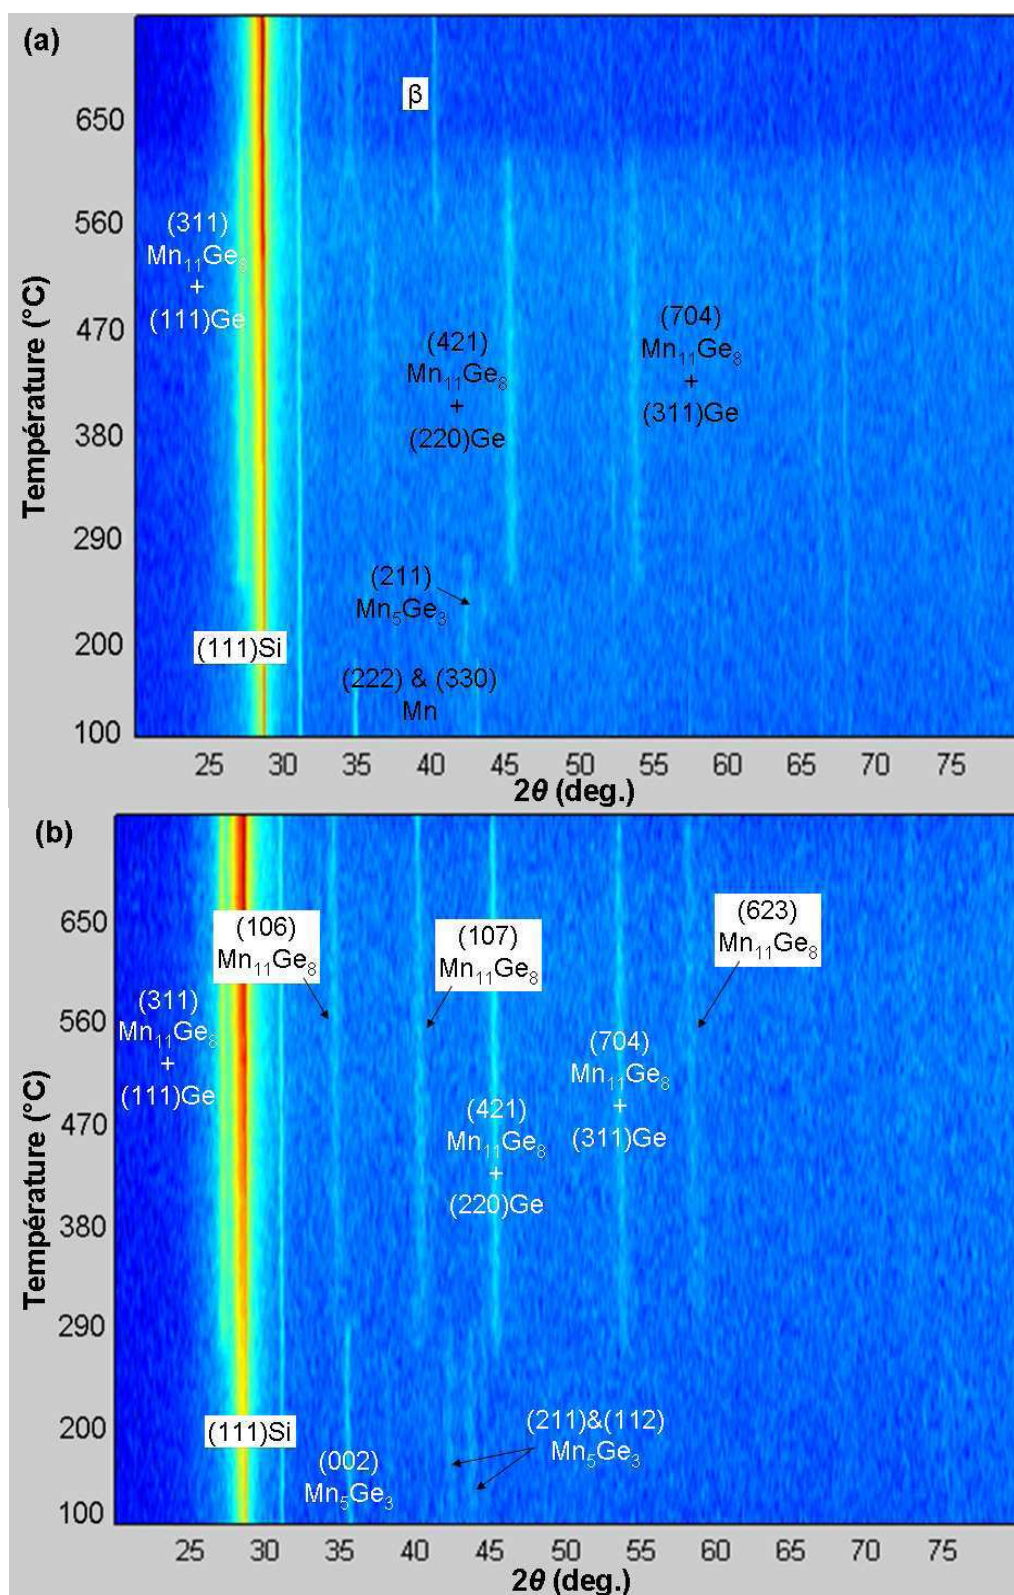 (a)
β
650
560
470
380
290
200
100
Température (°C)
(311)
Mn₁₁Ge₈
+
(111)Ge
(421)
Mn₁₁Ge₈
+
(220)Ge
(704)
Mn₁₁Ge₈
+
(311)Ge
(211)
Mn₅Ge₃
(111)Si
(222) & (330)
Mn
25 30 35 40 45 50 55 60 65 70 75
2θ (deg.)
(b)
650
560
470
380
290
200
100
Température (°C)
(106)
Mn₁₁Ge₈
(107)
Mn₁₁Ge₈
(623)
Mn₁₁Ge₈
(311)
Mn₁₁Ge₈
+
(111)Ge
(704)
Mn₁₁Ge₈
+
(311)Ge
(421)
Mn₁₁Ge₈
+
(220)Ge
(111)Si
(002)
Mn₅Ge₃
(211)&(112)
Mn₅Ge₃
25 30 35 40 45 50 55 60 65 70 75
2θ (deg.)